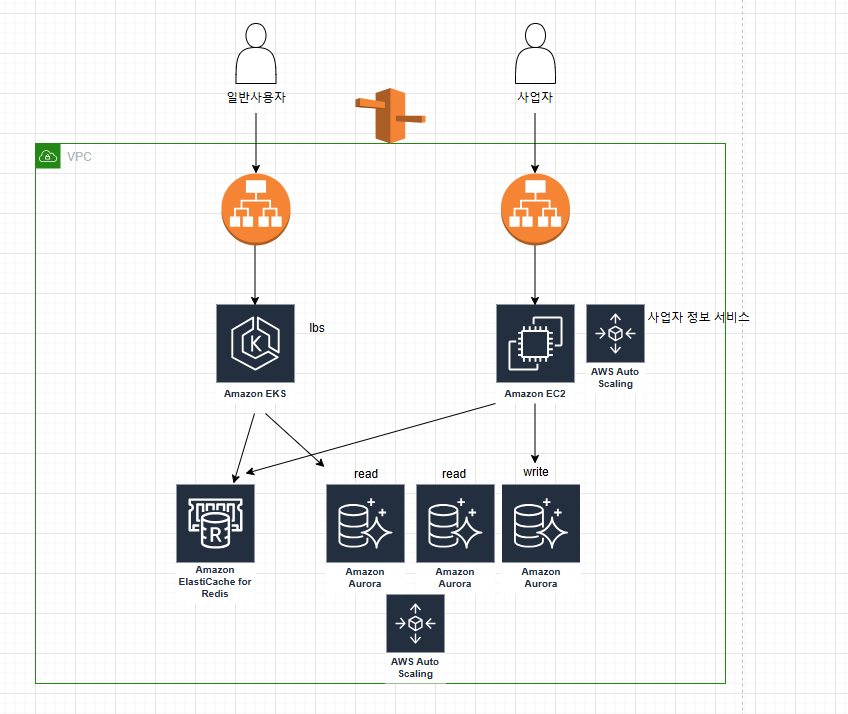 일반사용자
사업자
VPC
lbs
사업자 정보 서비스
AWS Auto
Scaling
Amazon EKS
Amazon EC2
read
read
write
Amazon
ElastiCache for
Redis
Amazon
Aurora
Amazon
Aurora
Amazon
Aurora
AWS Auto
Scaling